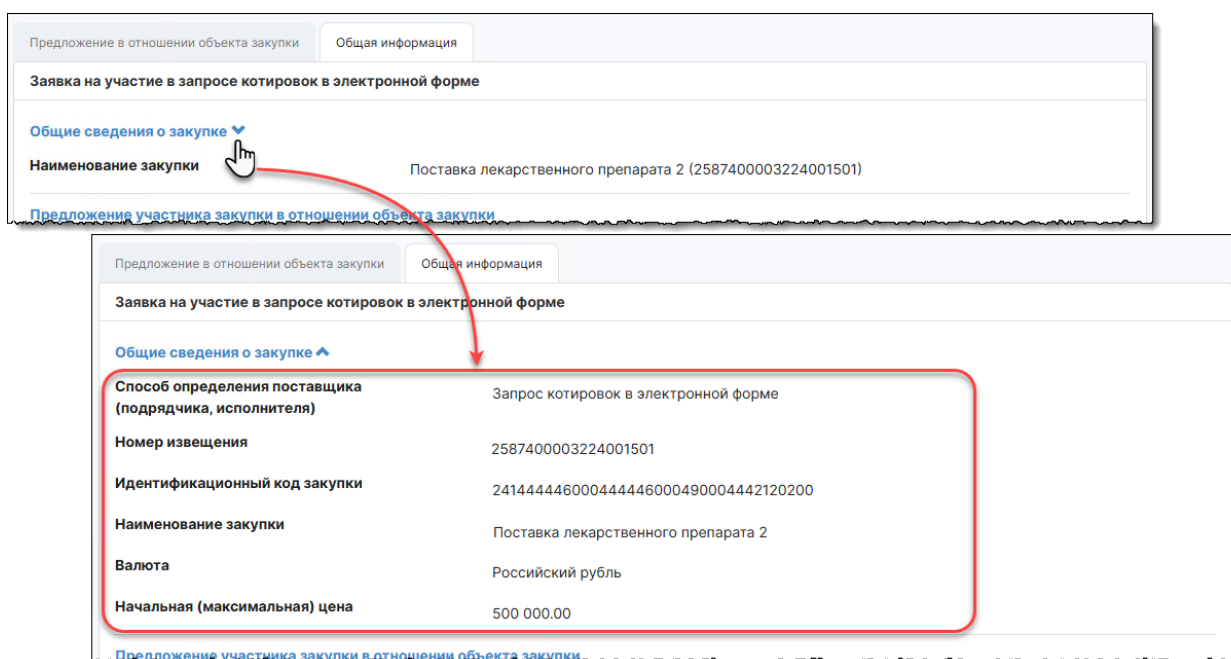 Предложение в отношении объекта закупки Общая информация
Заявка на участие в запросе котировок в электронной форме
Общие сведения о закупке
Наименование закупки Поставка лекарственного препарата 2 (2587400003224001501)
Предложение участника закупки в отношении объекта закупки
Предложение в отношении объекта закупки Общая информация
Заявка на участие в запросе котировок в электронной форме
Общие сведения о закупке
Способ определения поставщика
(подрядчика, исполнителя) Запрос котировок в электронной форме
Номер извещения 2587400003224001501
Идентификационный код закупки 241444446000444446000490004442120200
Наименование закупки Поставка лекарственного препарата 2
Валюта Российский рубль
Начальная (максимальная) цена 500 000.00
Предложение участника закупки в отношении объекта закупки